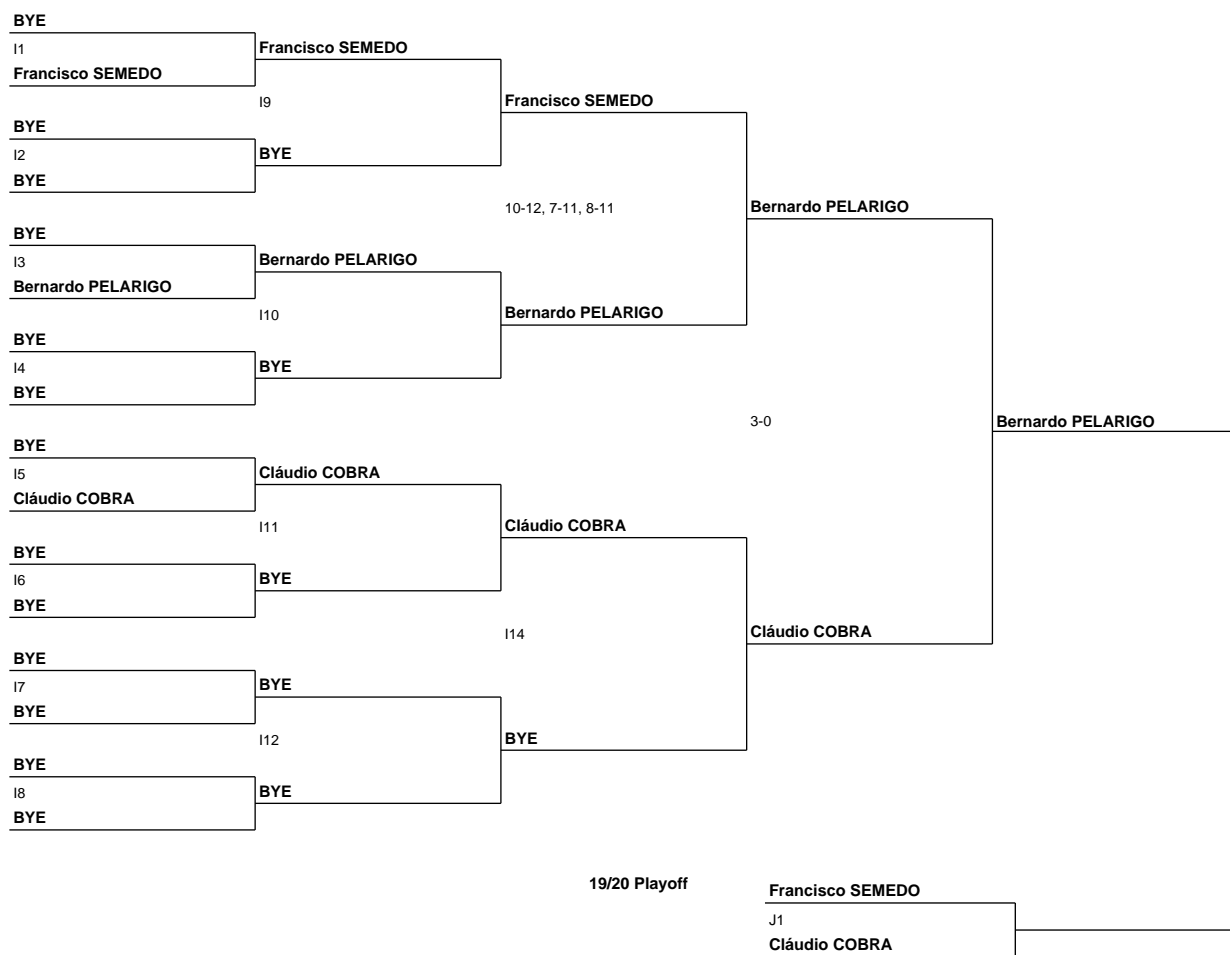 BYE
I1
Francisco SEMEDO
Francisco SEMEDO
I9
Francisco SEMEDO
BYE
I2
BYE
BYE
10-12, 7-11, 8-11
Bernardo PELARIGO
BYE
I3
Bernardo PELARIGO
Bernardo PELARIGO
I10
Bernardo PELARIGO
BYE
I4
BYE
BYE
3-0
Bernardo PELARIGO
BYE
I5
Cláudio COBRA
Cláudio COBRA
I11
Cláudio COBRA
BYE
I6
BYE
BYE
I14
Cláudio COBRA
BYE
I7
BYE
BYE
I12
BYE
BYE
I8
BYE
BYE
19/20 Playoff
Francisco SEMEDO
J1
Cláudio COBRA